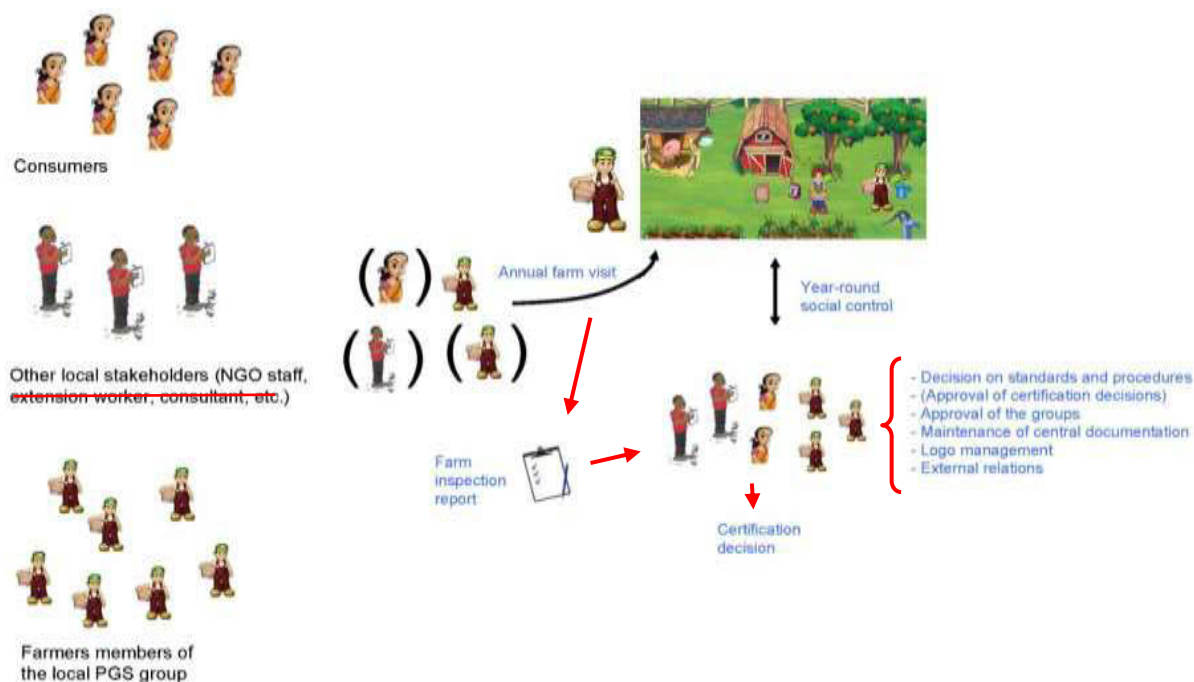 Consumers
Other local stakeholders (NGO staff,
extension worker, consultant, etc.)
Farmers members of
the local PGS group
Annual farm visit
Year-round
social control
Farm
inspection
report
- Decision on standards and procedures
- (Approval of certification decisions)
- Approval of the groups
- Maintenance of central documentation
- Logo management
- External relations
Certification
decision